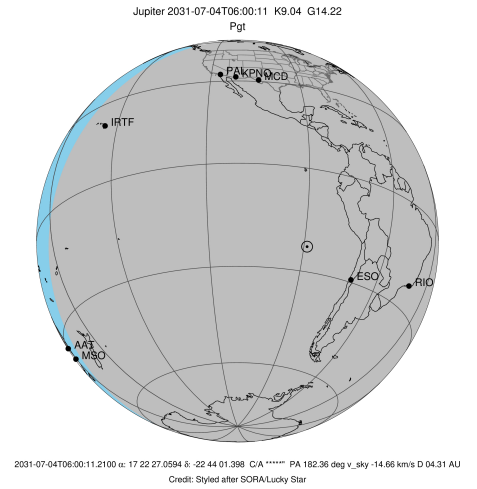 Jupiter 2031-07-04T06:00:11 K9.04 G14.22
Pgt
PAL
KPNO
MCD
IRTF
ESO
RIO
AAT
MSO
2031-07-04T06:00:11.2100 α: 17 22 27.0594 δ: -22 44 01.398 C/A *****" PA 182.36 deg v_sky -14.66 km/s D 04.31 AU
Credit: Styled after SORA/Lucky Star